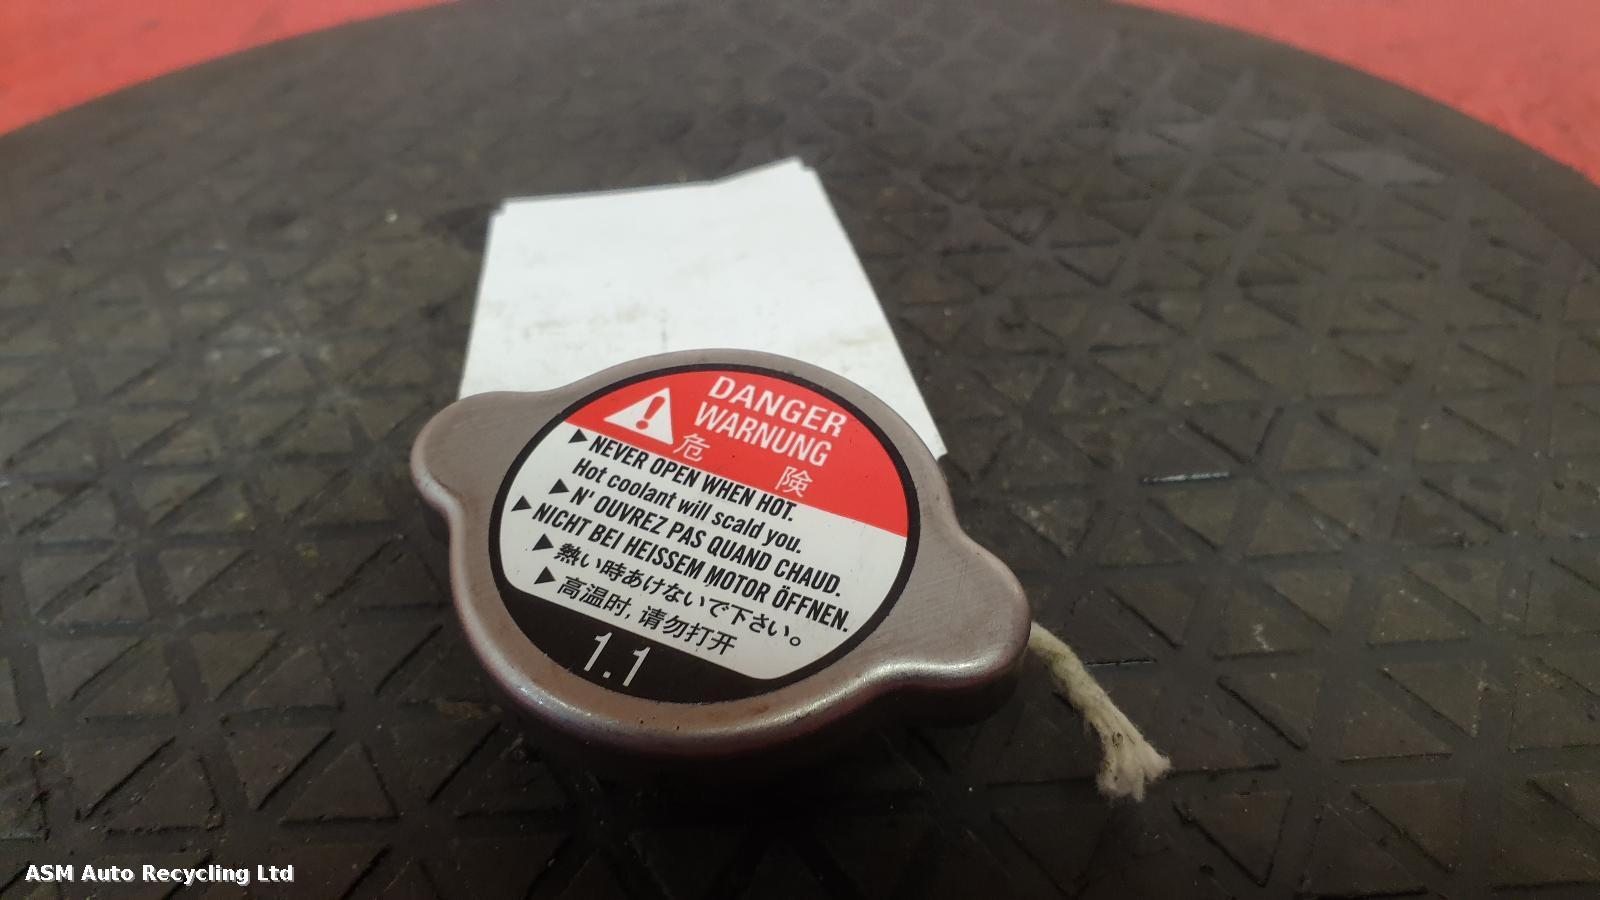 DANGER
WARNUNG
危 険
▶NEVER OPEN WHEN HOT.
Hot coolant will scald you.
▶N' OUVREZ PAS QUAND CHAUD.
▶NICHT BEI HEISSEM MOTOR ÖFFNEN.
▶熱い時あけないで下さい。
▶高温时, 请勿打开
1.1
ASM Auto Recycling Ltd